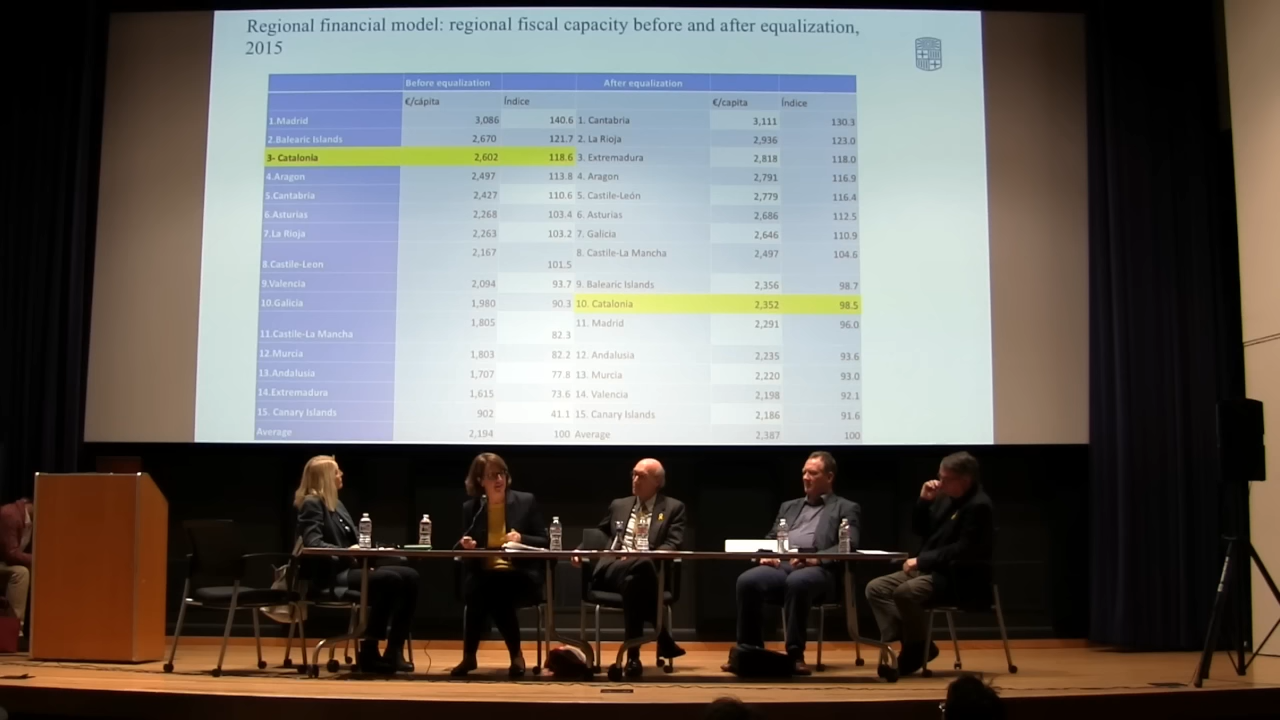 Regional financial model: regional fiscal capacity before and after equalization,
2015
Before equalization After equalization
€/cápita Índice €/capita Índice
1.Madrid 3,086 140.6 1. Cantabria 3,111 130.3
2.Balearic Islands 2,670 121.7 2. La Rioja 2,936 123.0
3- Catalonia 2,602 118.6 3. Extremadura 2,818 118.0
4.Aragon 2,497 113.8 4. Aragon 2,791 116.9
5.Cantabria 2,427 110.6 5. Castile-León 2,779 116.4
6.Asturias 2,268 103.4 6. Asturias 2,686 112.5
7.La Rioja 2,263 103.2 7. Galicia 2,646 110.9
8.Castile-Leon 2,167 101.5 8. Castile-La Mancha 2,497 104.6
9.Valencia 2,094 93.7 9. Balearic Islands 2,356 98.7
10.Galicia 1,980 90.3 10. Catalonia 2,352 98.5
11.Castile-La Mancha 1,805 82.3 11. Madrid 2,291 96.0
12.Murcia 1,803 82.2 12. Andalusia 2,235 93.6
13.Andalusia 1,707 77.8 13. Murcia 2,220 93.0
14.Extremadura 1,615 73.6 14. Valencia 2,198 92.1
15. Canary Islands 902 41.1 15. Canary Islands 2,186 91.6
Average 2,194 100 Average 2,387 100